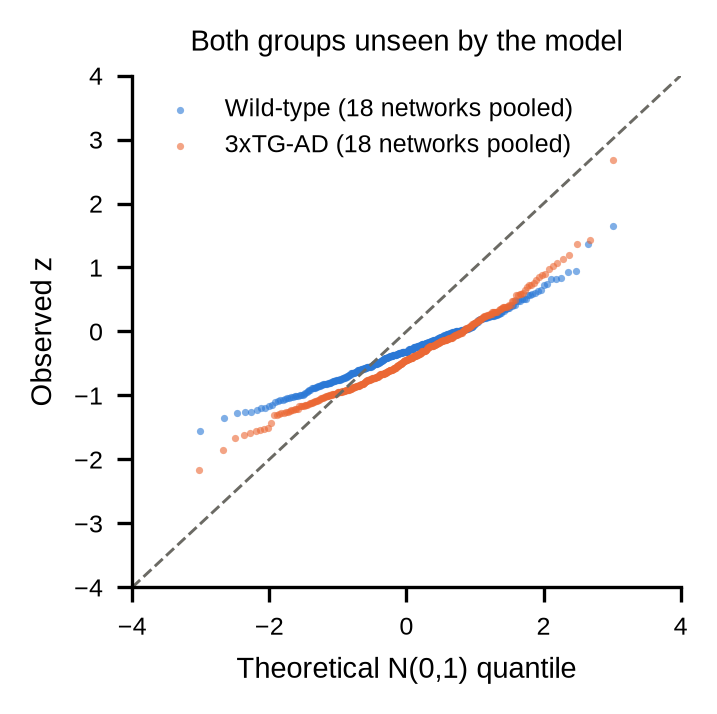 Both groups unseen by the model
Wild-type (18 networks pooled)
3xTG-AD (18 networks pooled)
Observed z
4
3
2
1
0
−1
−2
−3
−4
−4 −2 0 2 4
Theoretical N(0,1) quantile